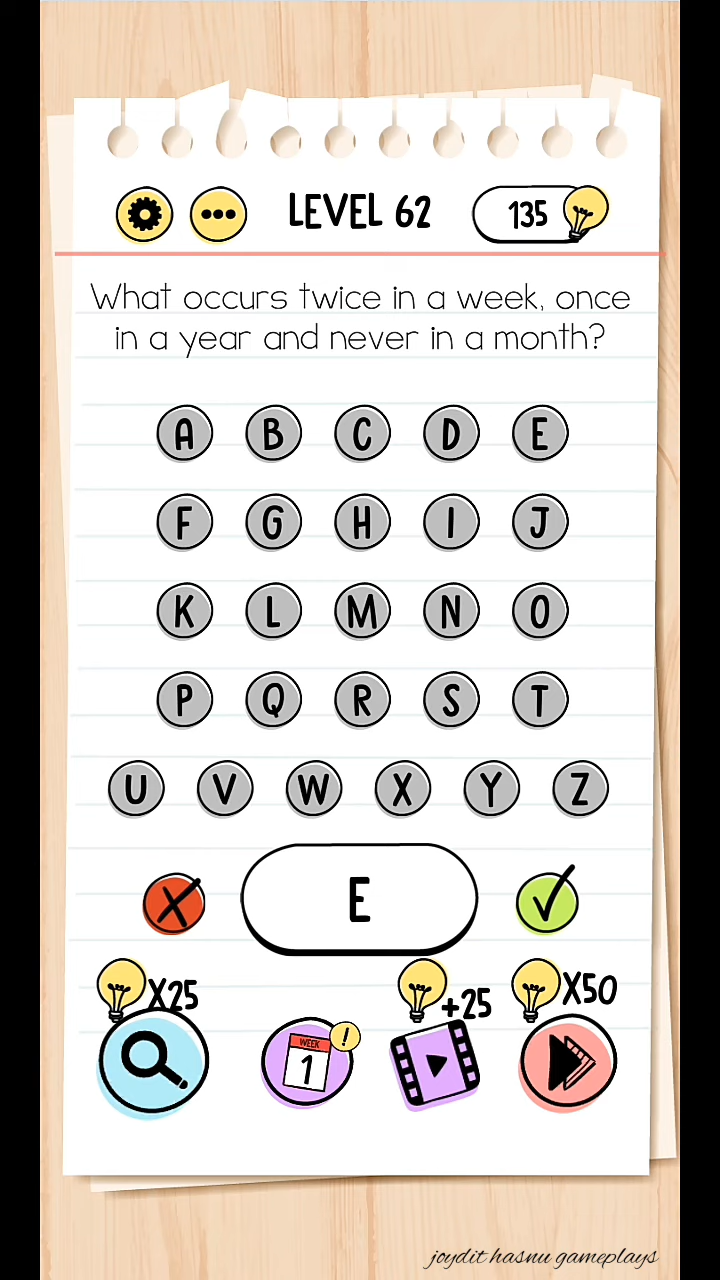 LEVEL 62
135
What occurs twice in a week, once
in a year and never in a month?
A B C D E
F G H I J
K L M N O
P Q R S T
U V W X Y Z
E
X25
+25
X50
WEEK
1
!
joydit hasnu gameplays